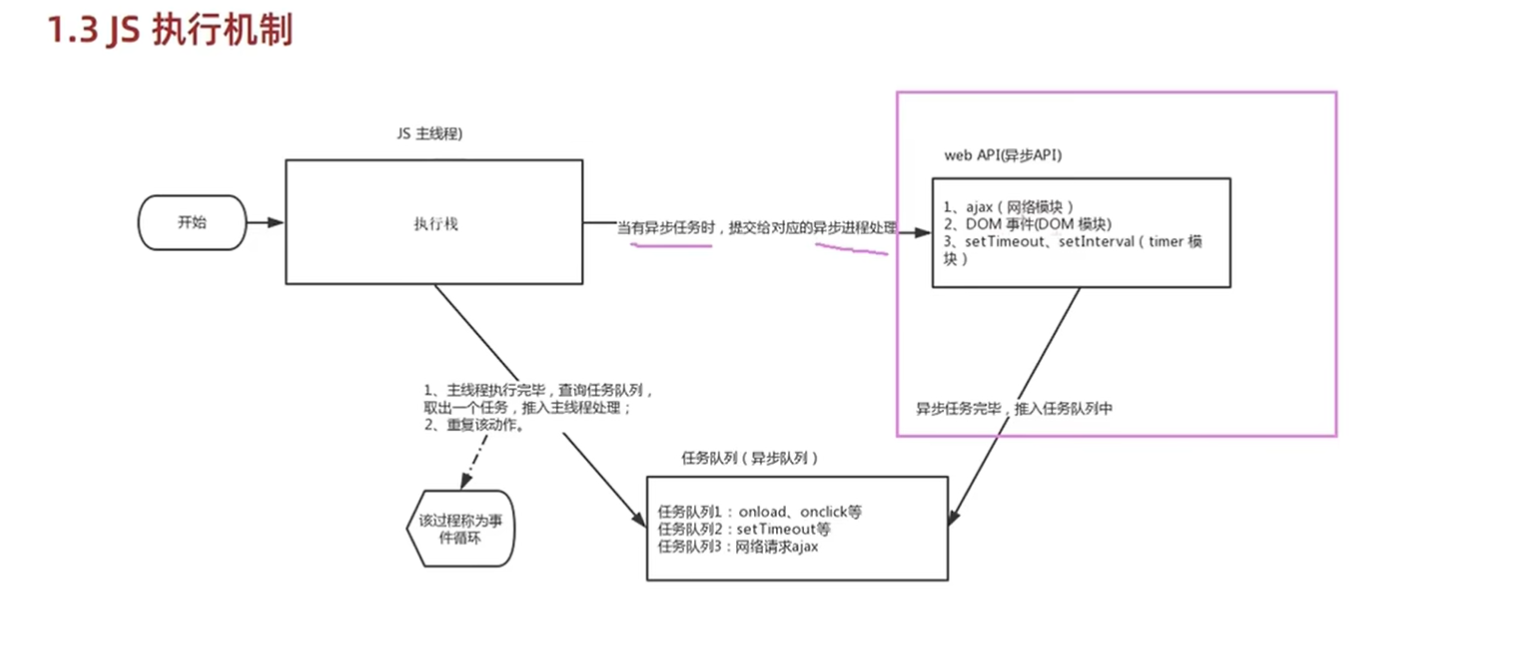 1.3 JS 执行机制
JS 主线程)
web API(异步API)
开始
执行栈
当有异步任务时，提交给对应的异步进程处理
1、ajax（网络模块）
2、DOM 事件(DOM 模块)
3、setTimeout、setInterval（timer 模
块）
1、主线程执行完毕，查询任务队列，
取出一个任务，推入主线程处理；
2、重复该动作。
异步任务完毕，推入任务队列中
任务队列（异步队列）
该过程称为事
件循环
任务队列1：onload、onclick等
任务队列2：setTimeout等
任务队列3：网络请求ajax